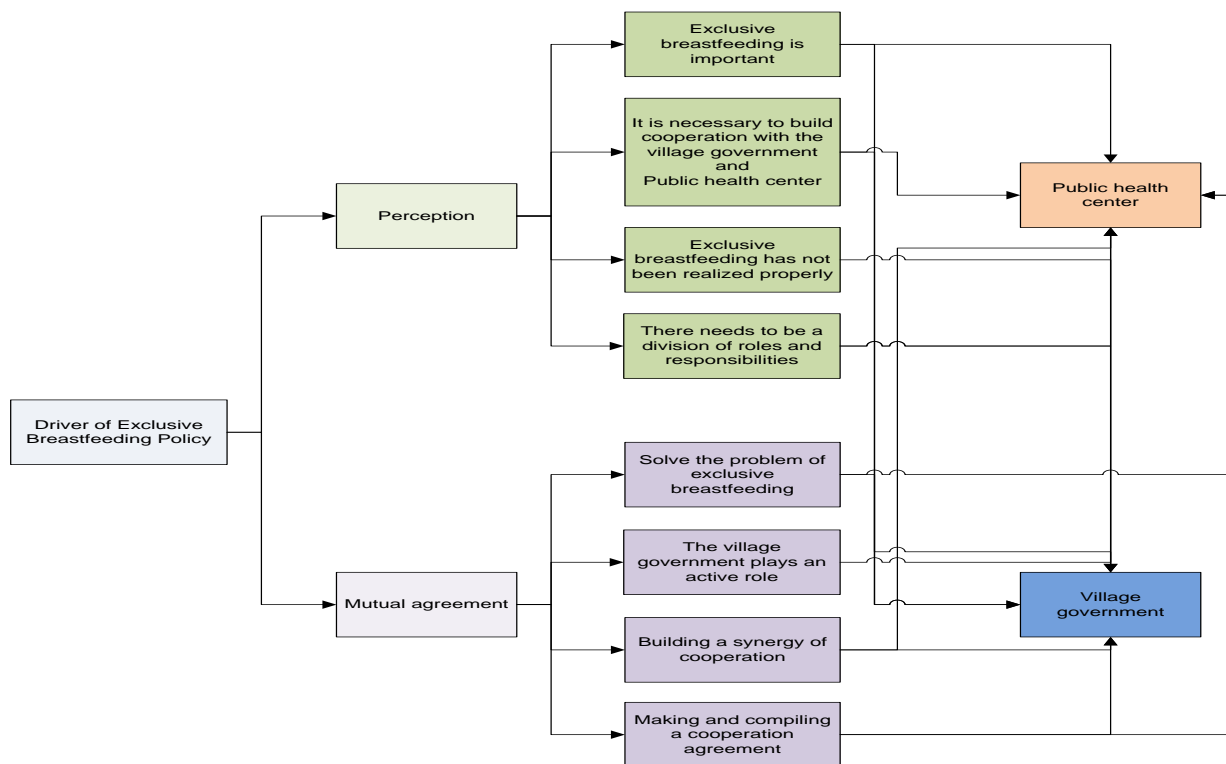 Exclusive
breastfeeding is
important
It is necessary to build
cooperation with the
village government
and
Public health center
Public health
center
Perception
Exclusive
breastfeeding has not
been realized properly
There needs to be a
division of roles and
responsibilities
Driver of Exclusive
Breastfeeding Policy
Solve the problem of
exclusive
breastfeeding
The village
government plays an
active role
Mutual agreement
Village
government
Building a synergy of
cooperation
Making and compiling
a cooperation
agreement